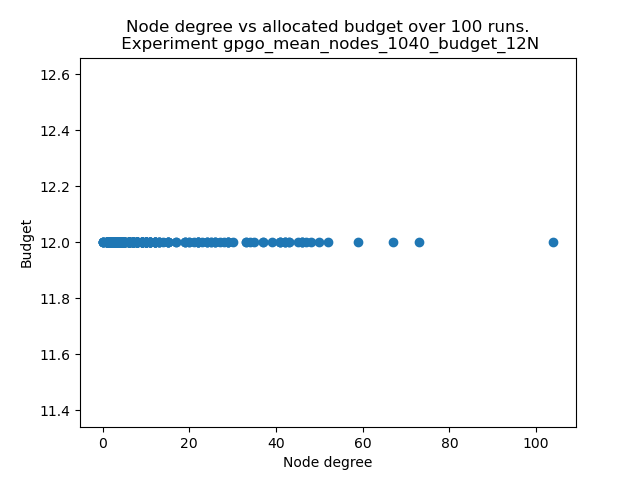 Node degree vs allocated budget over 100 runs.
Experiment gpgo_mean_nodes_1040_budget_12N
12.6
12.4
12.2
12.0
11.8
11.6
11.4
Budget
0 20 40 60 80 100
Node degree